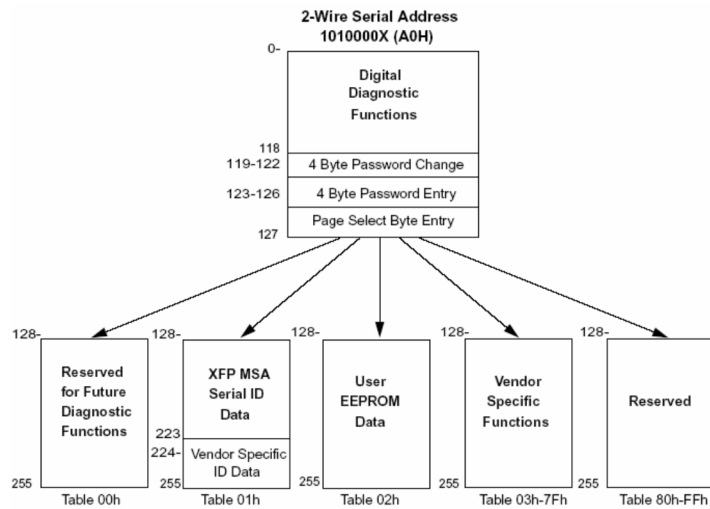 2-Wire Serial Address
1010000X (A0H)
0-
Digital
Diagnostic
Functions
118
119-122
4 Byte Password Change
123-126
4 Byte Password Entry
Page Select Byte Entry
127
128-
Reserved
for Future
Diagnostic
Functions
255
Table 00h
128-
XFP MSA
Serial ID
Data
223
224-
Vendor Specific
ID Data
255
Table 01h
128-
User
EEPROM
Data
255
Table 02h
128-
Vendor
Specific
Functions
255
Table 03h-7Fh
128-
Reserved
255
Table 80h-FFh